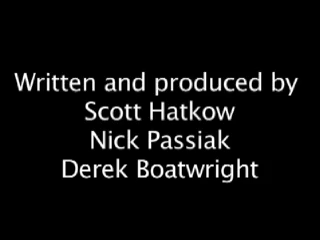 Written and produced by
Scott Hatkow
Nick Passiak
Derek Boatwright